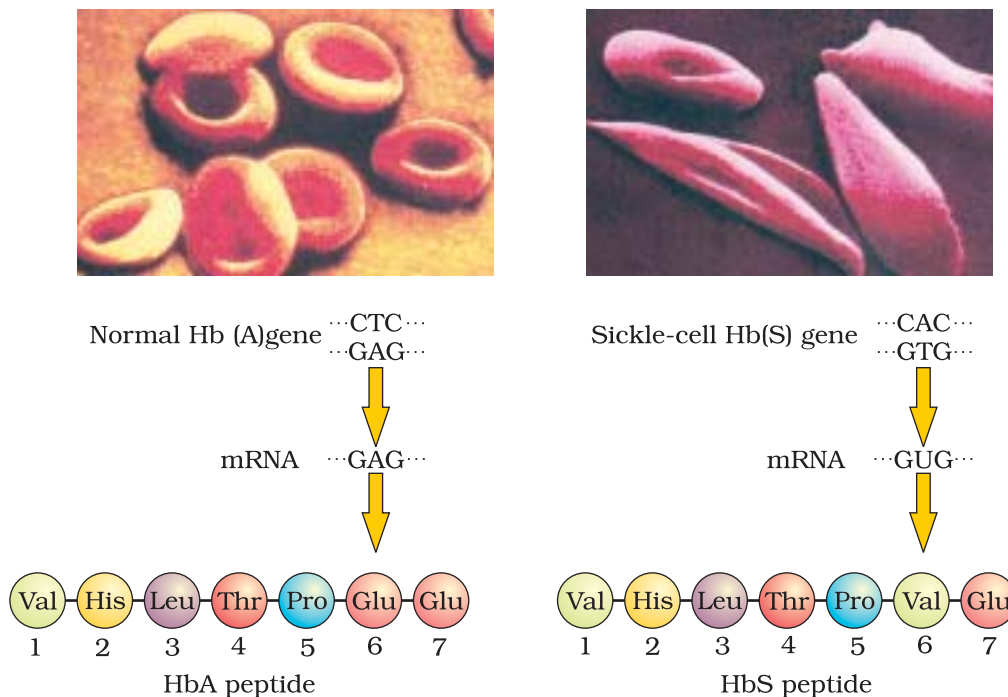 Normal Hb (A)gene ···CTC···
···GAG···
mRNA ···GAG···
Val His Leu Thr Pro Glu Glu
1 2 3 4 5 6 7
HbA peptide
Sickle-cell Hb(S) gene ···CAC···
···GTG···
mRNA ···GUG···
Val His Leu Thr Pro Val Glu
1 2 3 4 5 6 7
HbS peptide